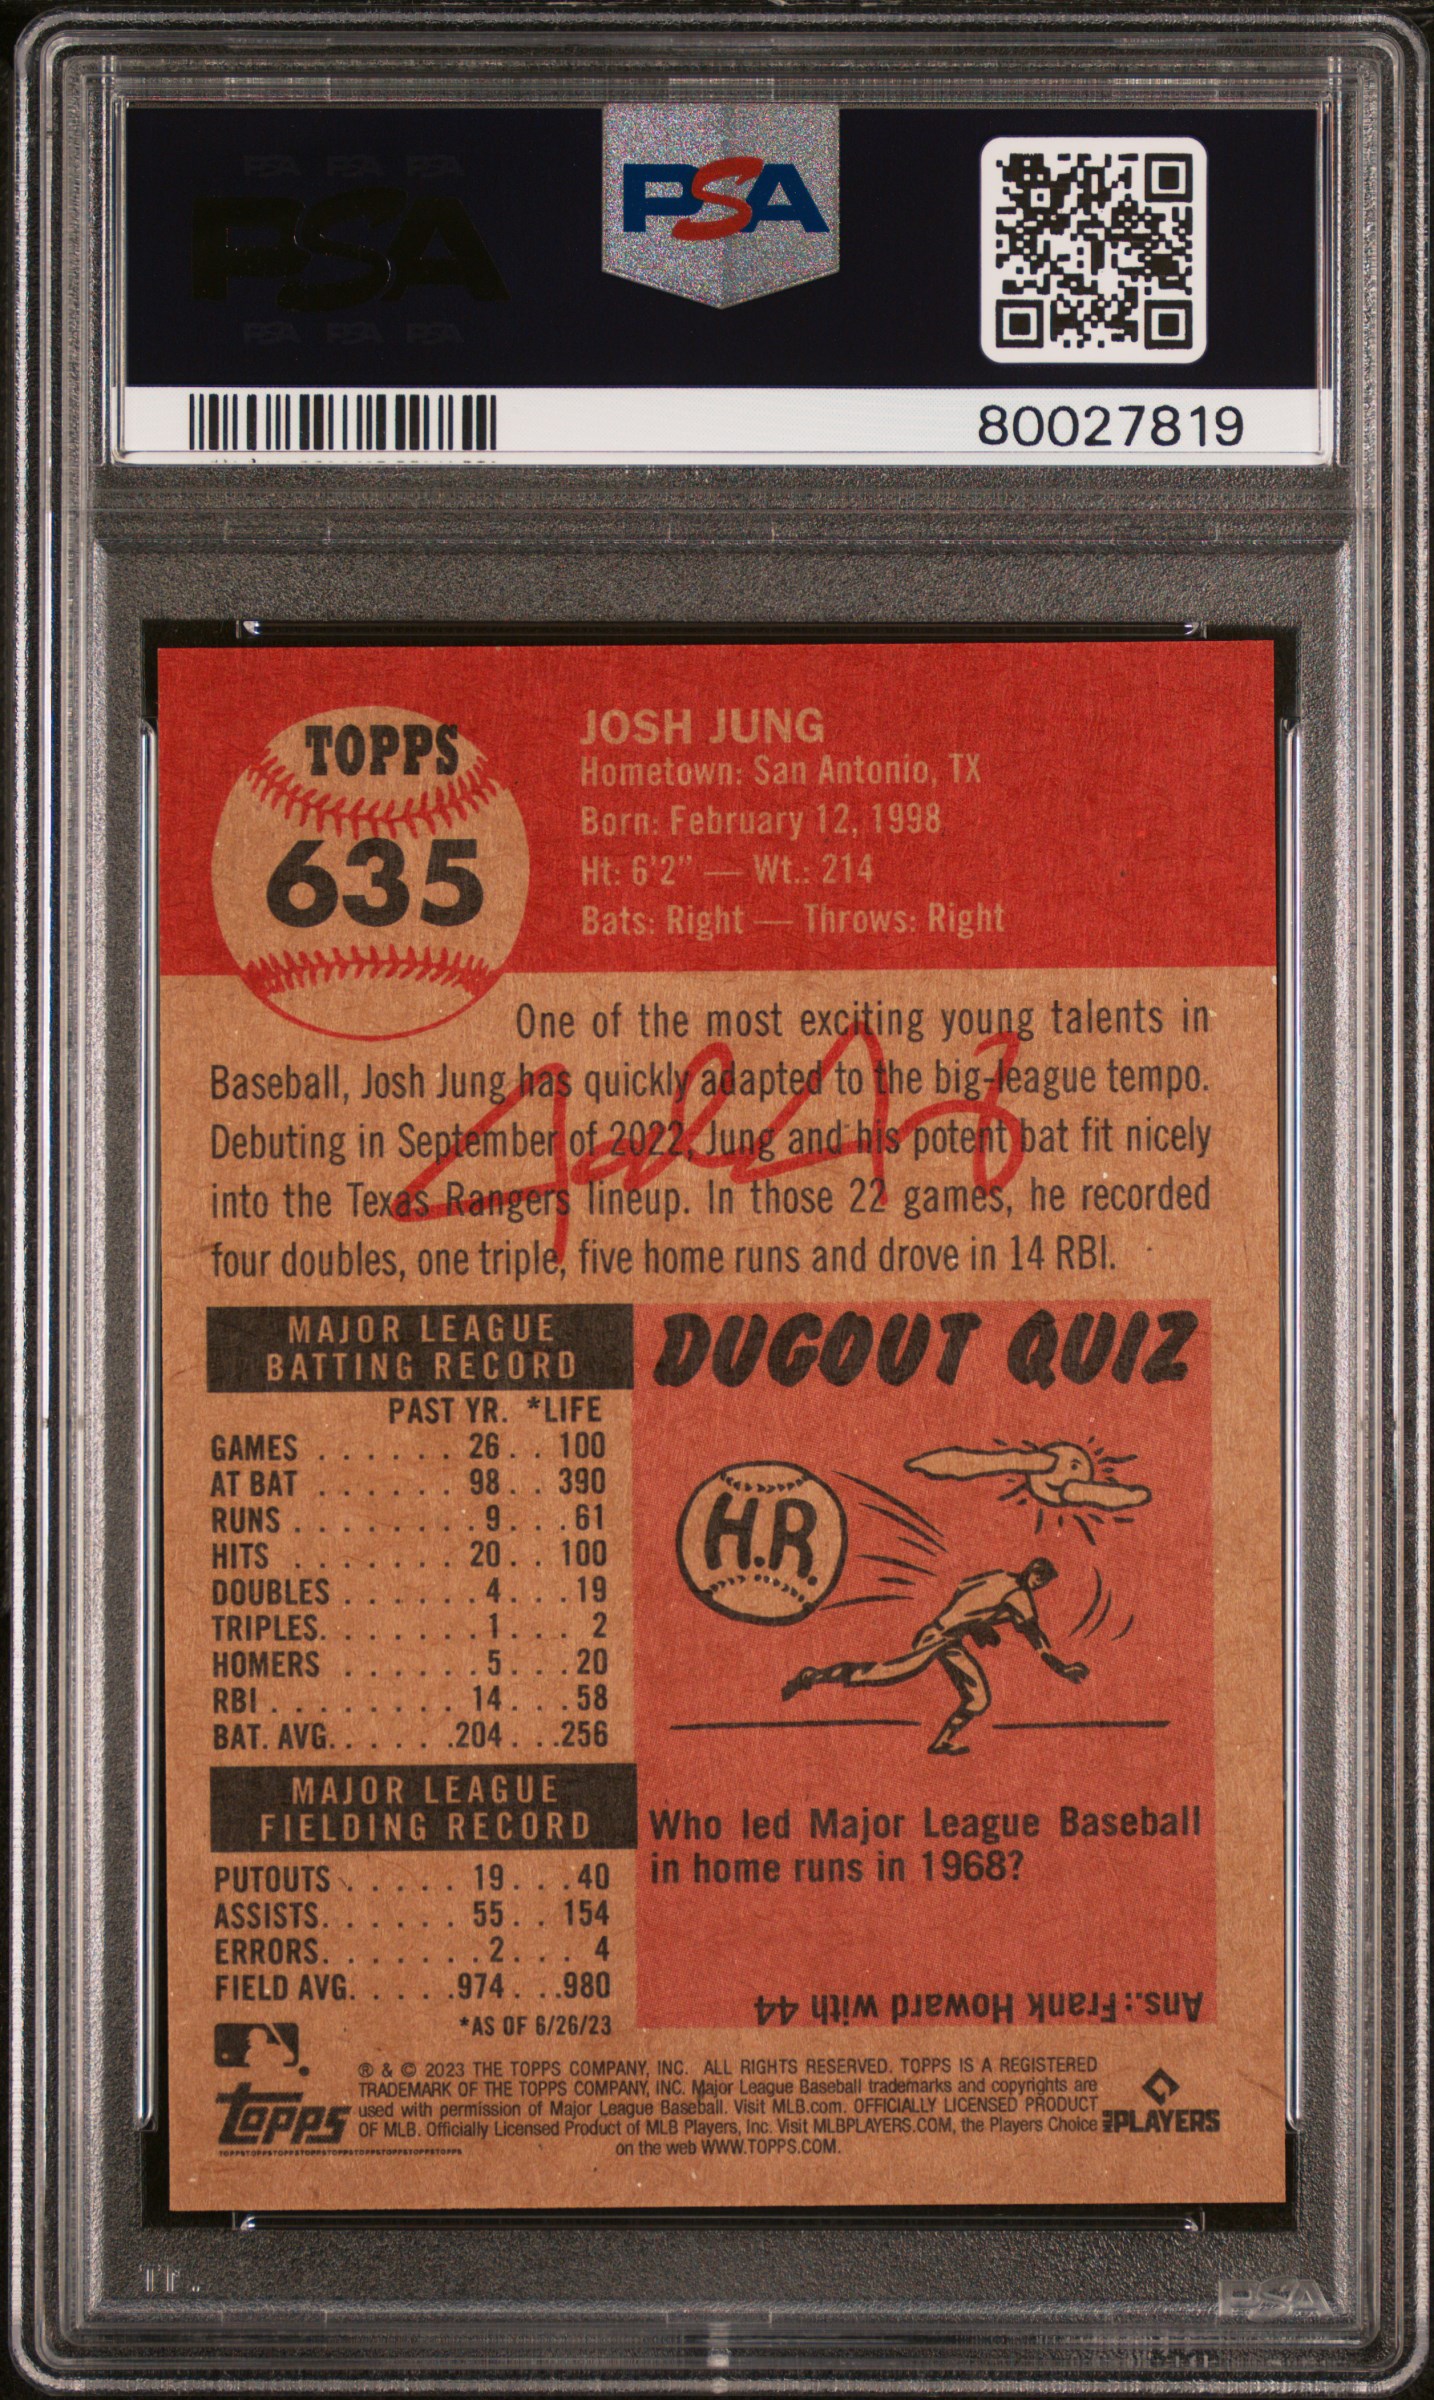 PSA PSA PSA
PSA
PSA PSA PSA
PSA
80027819
TOPPS
635
JOSH JUNG
Hometown: San Antonio, TX
Born: February 12, 1998
Ht: 6'2" — Wt.: 214
Bats: Right — Throws: Right
One of the most exciting young talents in
Baseball, Josh Jung has quickly adapted to the big-league tempo.
Debuting in September of 2022, Jung and his potent bat fit nicely
into the Texas Rangers lineup. In those 22 games, he recorded
four doubles, one triple, five home runs and drove in 14 RBI.
Josh Jung
MAJOR LEAGUE
BATTING RECORD
PAST YR. *LIFE
GAMES . . . . . . 26 . . 100
AT BAT . . . . . . 98 . . 390
RUNS . . . . . . . . 9 . . . 61
HITS . . . . . . . 20 . . 100
DOUBLES . . . . . . 4 . . . 19
TRIPLES. . . . . . . 1 . . . 2
HOMERS . . . . . . 5 . . . 20
RBI . . . . . . . . 14 . . . 58
BAT. AVG. . . . . .204 . . .256
MAJOR LEAGUE
FIELDING RECORD
PUTOUTS . . . . . 19 . . . 40
ASSISTS. . . . . . 55 . . 154
ERRORS. . . . . . . 2 . . . 4
FIELD AVG. . . . . .974 . . .980
*AS OF 6/26/23
DUGOUT QUIZ
H.R.
Who led Major League Baseball
in home runs in 1968?
Ans.: Frank Howard with 44
topps
® & © 2023 THE TOPPS COMPANY, INC. ALL RIGHTS RESERVED. TOPPS IS A REGISTERED
TRADEMARK OF THE TOPPS COMPANY, INC. Major League Baseball trademarks and copyrights are
used with permission of Major League Baseball. Visit MLB.com. OFFICIALLY LICENSED PRODUCT
OF MLB. Officially Licensed Product of MLB Players, Inc. Visit MLBPLAYERS.COM, the Players Choice
on the web WWW.TOPPS.COM.
MLB PLAYERS
TOPPSTOPPSTOPPSTOPPSTOPPSTOPPSTOPPSTOPPSTOPPS
PSA